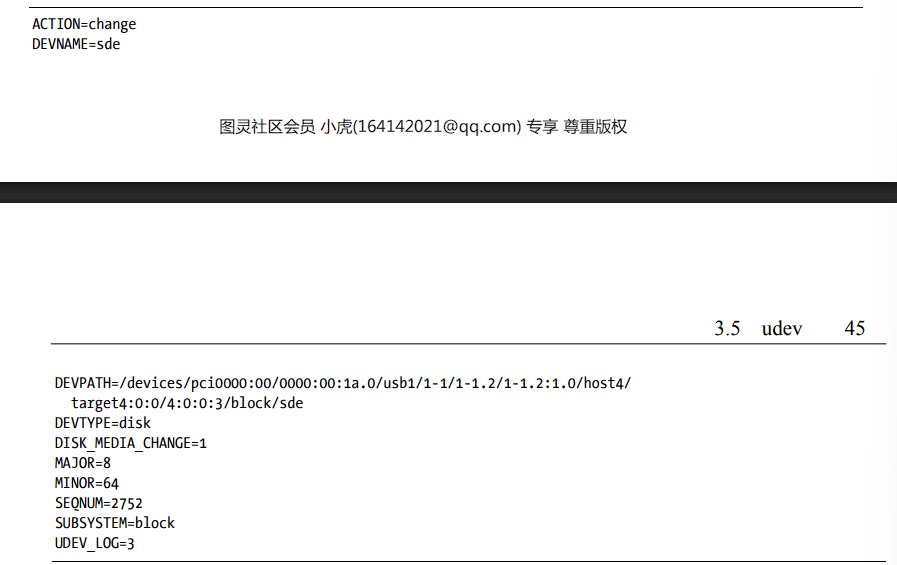 ACTION=change
DEVNAME=sde
图灵社区会员 小虎(164142021@qq.com) 专享 尊重版权
3.5 udev 45
DEVPATH=/devices/pci0000:00/0000:00:1a.0/usb1/1-1/1-1.2/1-1.2:1.0/host4/
target4:0:0/4:0:0:3/block/sde
DEVTYPE=disk
DISK_MEDIA_CHANGE=1
MAJOR=8
MINOR=64
SEQNUM=2752
SUBSYSTEM=block
UDEV_LOG=3